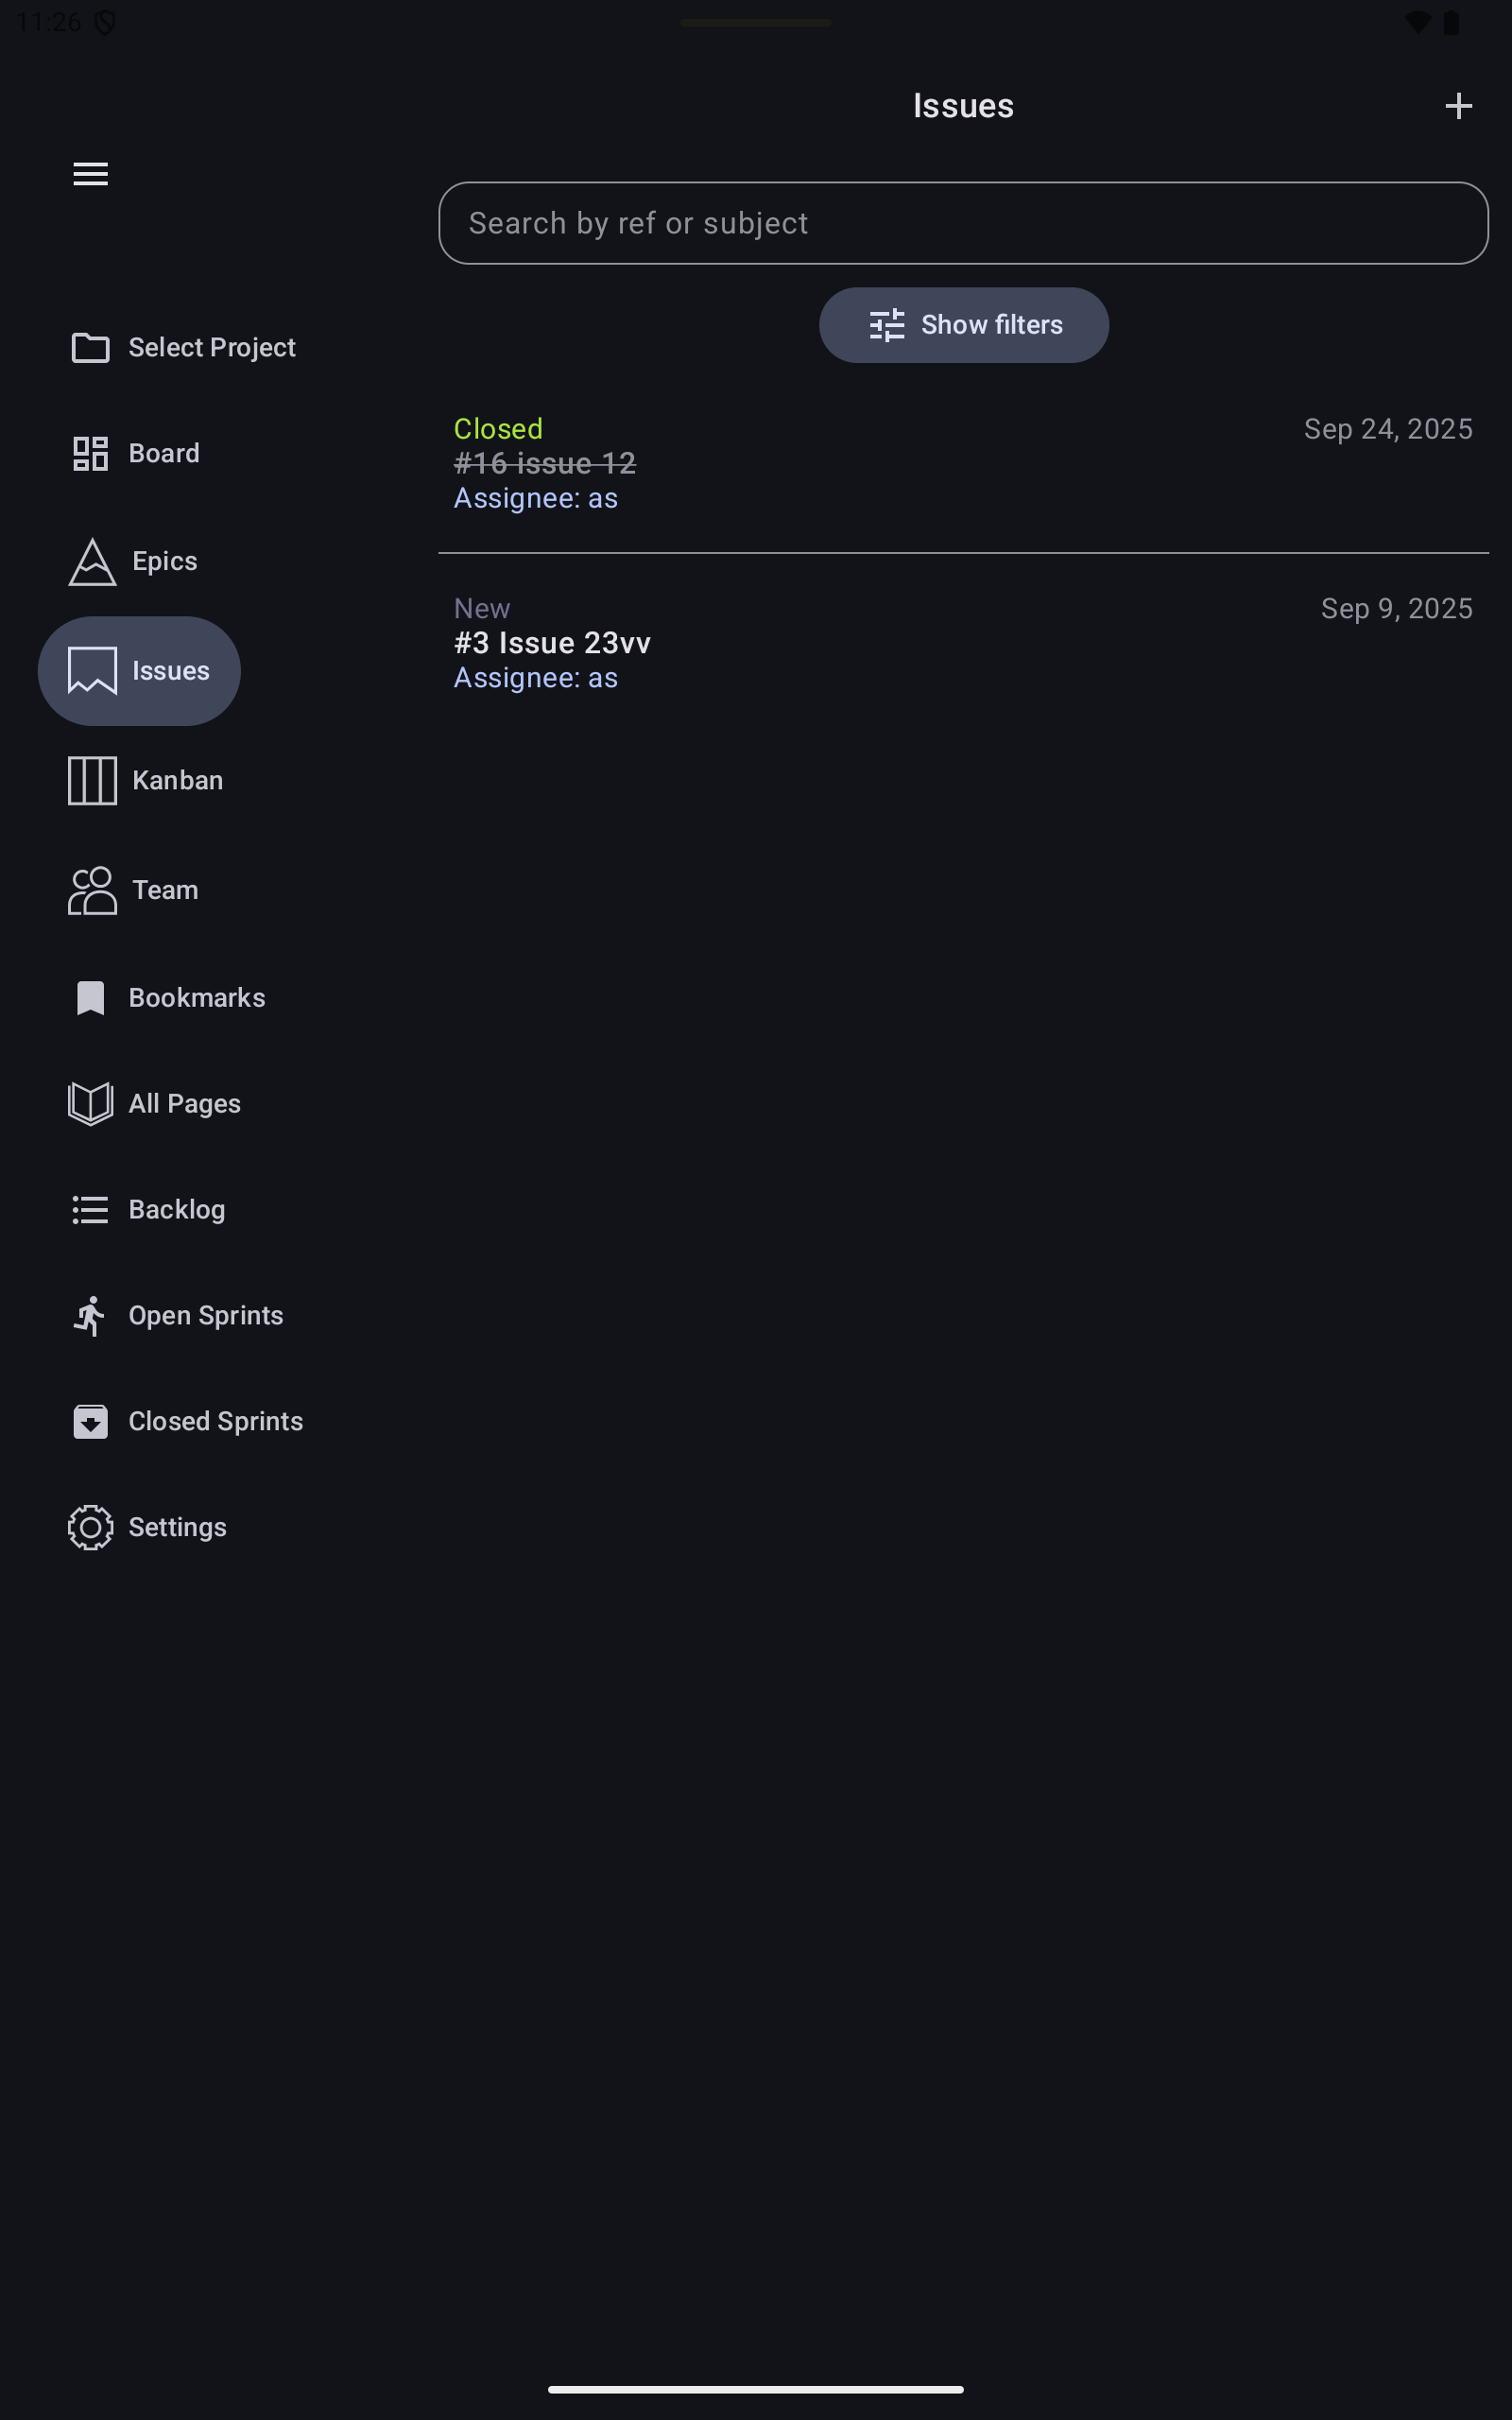 11:26
Issues
Search by ref or subject
Show filters
Select Project
Board
Epics
Issues
Kanban
Team
Bookmarks
All Pages
Backlog
Open Sprints
Closed Sprints
Settings
Closed
Sep 24, 2025
#16 issue 12
Assignee: as
New
Sep 9, 2025
#3 Issue 23vv
Assignee: as